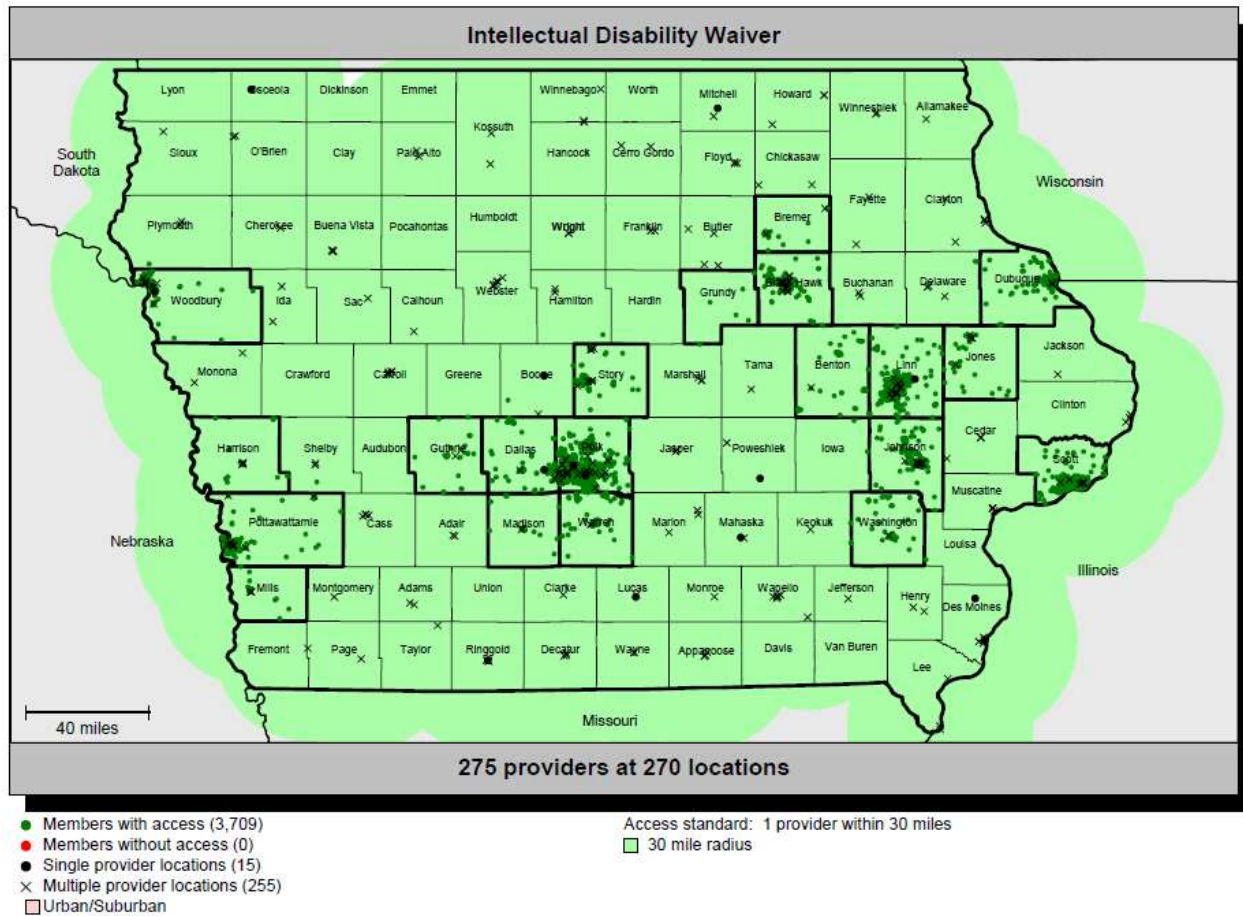 Intellectual Disability Waiver
Lyon Osceola Dickinson Emmet Winnebago Worth Mitchell Howard Winneshiek Allamakee
Kossuth
South Dakota
Sioux O'Brien Clay Palo Alto Hancock Cerro Gordo Floyd Chickasaw
Wisconsin
Plymouth Cherokee Buena Vista Pocahontas Humboldt Wright Franklin Butler Bremer Fayette Clayton
Woodbury Ida Sac Calhoun Webster Hamilton Hardin Grundy Black Hawk Buchanan Delaware Dubuque
Monona Crawford Carroll Greene Boone Story Marshall Tama Benton Linn Jones Jackson
Clinton
Harrison Shelby Audubon Guthrie Dallas Polk Jasper Poweshiek Iowa Johnson Cedar Scott
Muscatine
Nebraska
Pottawattamie Cass Adair Madison Warren Marion Mahaska Keokuk Washington Louisa
Illinois
Mills Montgomery Adams Union Clarke Lucas Monroe Wapello Jefferson Henry Des Moines
Fremont Page Taylor Ringgold Decatur Wayne Appanoose Davis Van Buren Lee
40 miles
Missouri
275 providers at 270 locations
Members with access (3,709)
Members without access (0)
Single provider locations (15)
Multiple provider locations (255)
Urban/Suburban
Access standard: 1 provider within 30 miles
30 mile radius